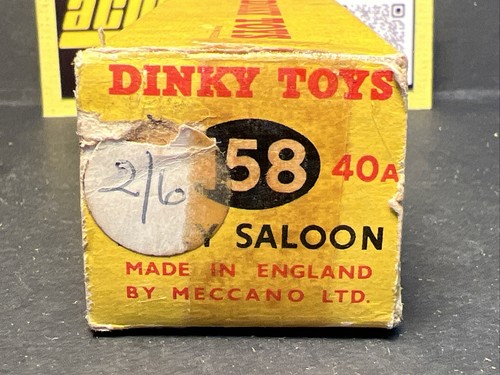 DINKY TOYS
58 40A
2/6
Y SALOON
MADE IN ENGLAND
BY MECCANO LTD.